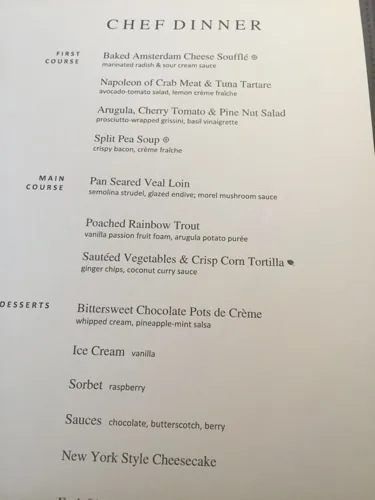 CHEF DINNER
FIRST
COURSE
Baked Amsterdam Cheese Soufflé
marinated radish & sour cream sauce
Napoleon of Crab Meat & Tuna Tartare
avocado-tomato salad, lemon crème fraîche
Arugula, Cherry Tomato & Pine Nut Salad
prosciutto-wrapped grissini, basil vinaigrette
Split Pea Soup
crispy bacon, crème fraîche
MAIN
COURSE
Pan Seared Veal Loin
semolina strudel, glazed endive; morel mushroom sauce
Poached Rainbow Trout
vanilla passion fruit foam, arugula potato purée
Sautéed Vegetables & Crisp Corn Tortilla
ginger chips, coconut curry sauce
DESSERTS
Bittersweet Chocolate Pots de Crème
whipped cream, pineapple-mint salsa
Ice Cream vanilla
Sorbet raspberry
Sauces chocolate, butterscotch, berry
New York Style Cheesecake